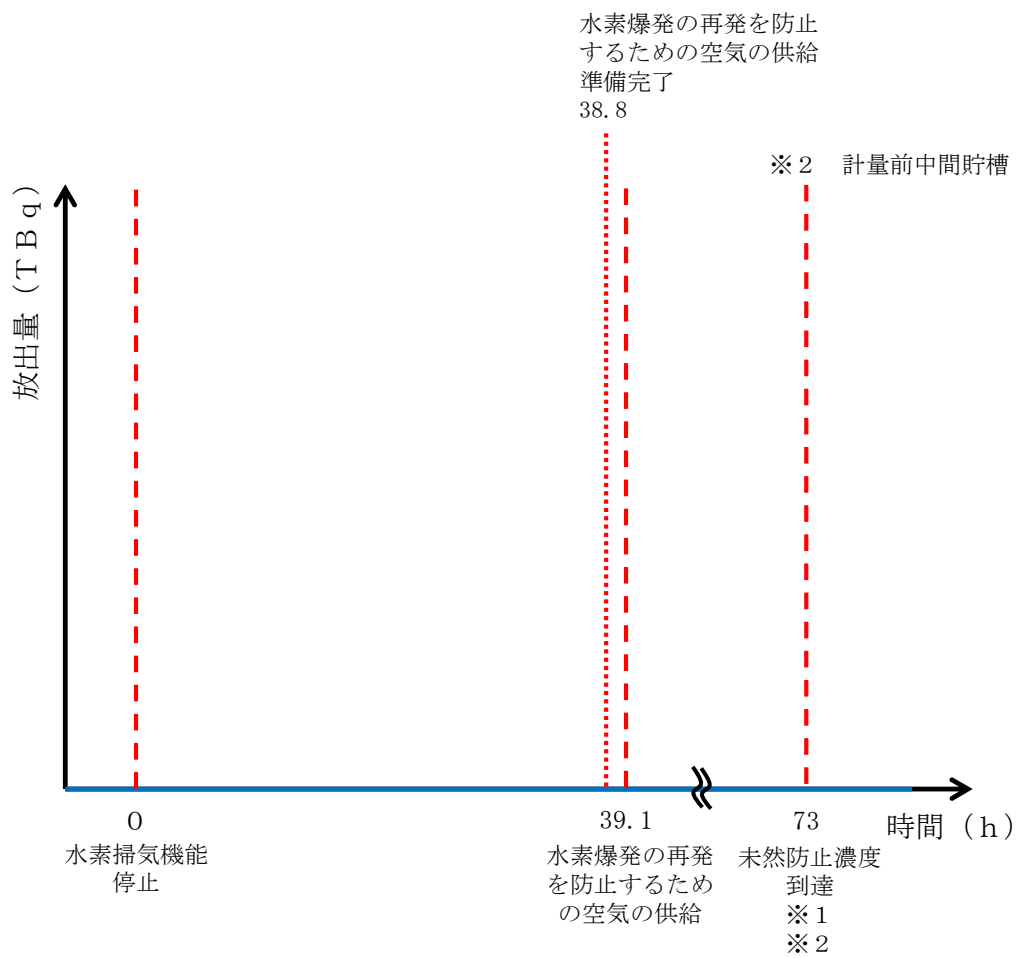 水素爆発の再発を防止
するための空気の供給
準備完了
38.8
※2 計量前中間貯槽
放出量(TBq)
0
39.1
73
時間(h)
水素掃気機能
停止
水素爆発の再発
を防止するため
の空気の供給
未然防止濃度
到達
※1
※2